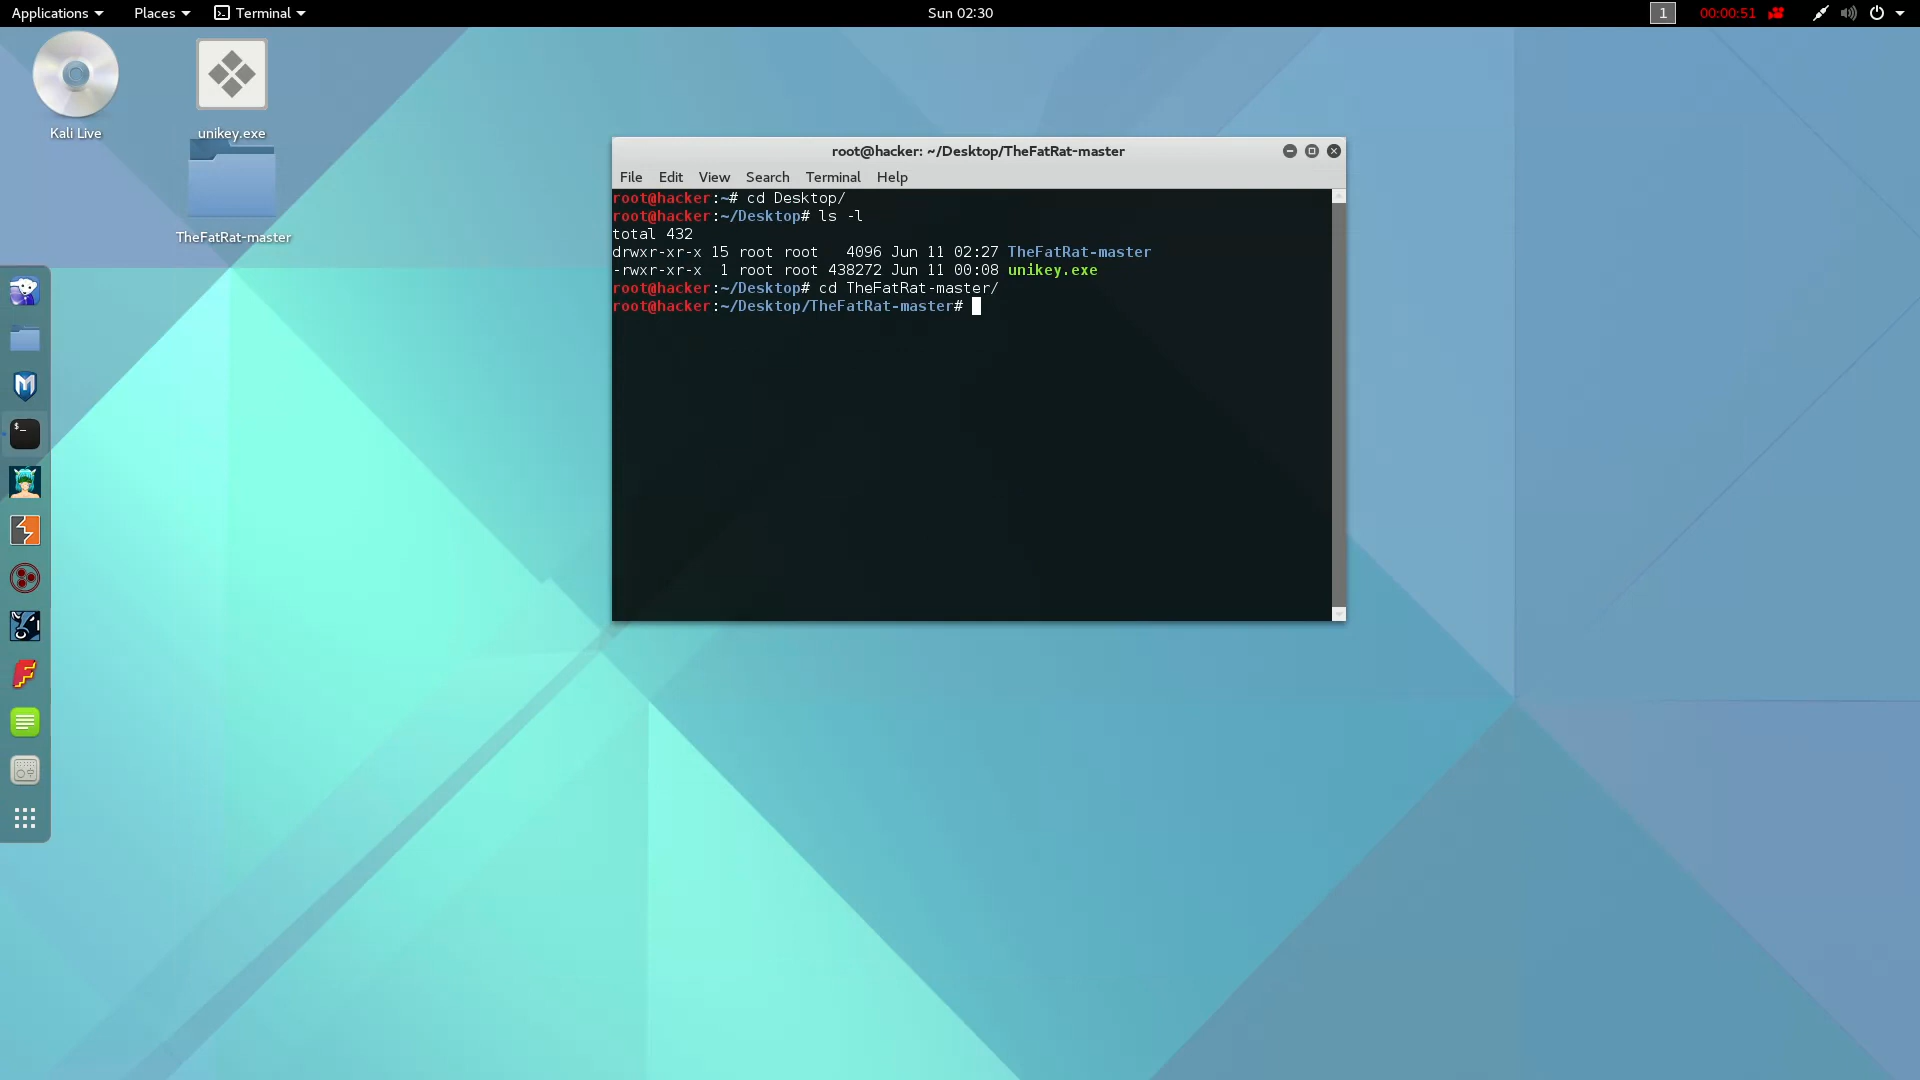 Applications Places Terminal Sun 02:30 1 00:00:51
Kali Live
unikey.exe
TheFatRat-master
root@hacker: ~/Desktop/TheFatRat-master
File Edit View Search Terminal Help
root@hacker:~# cd Desktop/
root@hacker:~/Desktop# ls -l
total 432
drwxr-xr-x 15 root root   4096 Jun 11 02:27 TheFatRat-master
-rwxr-xr-x  1 root root 438272 Jun 11 00:08 unikey.exe
root@hacker:~/Desktop# cd TheFatRat-master/
root@hacker:~/Desktop/TheFatRat-master#